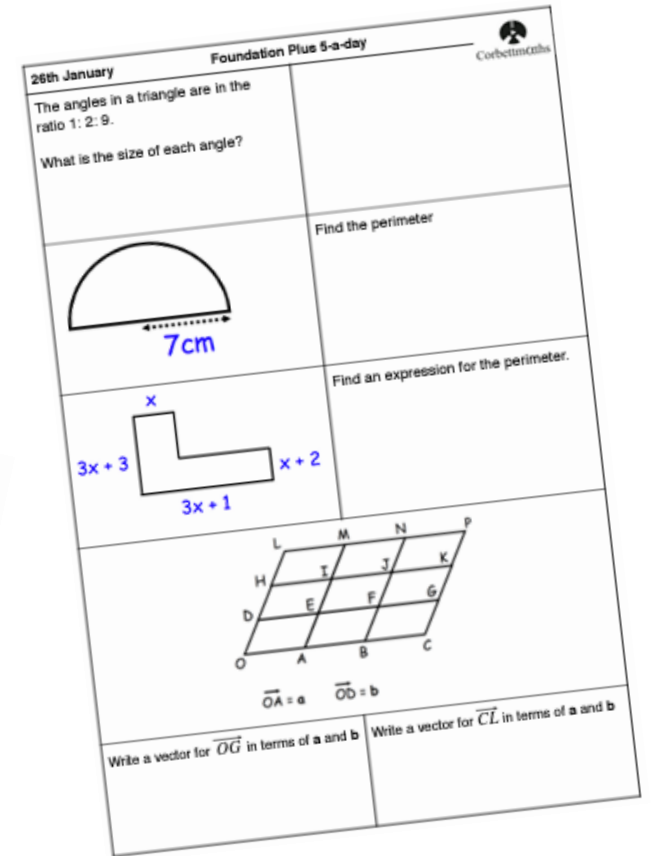 26th January
Foundation Plus 5-a-day
Corbettmαths
The angles in a triangle are in the
ratio 1: 2: 9.
What is the size of each angle?
7cm
Find the perimeter
x
3x + 3
x + 2
3x + 1
Find an expression for the perimeter.
L
M
N
P
H
I
J
K
D
E
F
G
O
A
B
C
OA = a
OD = b
Write a vector for OG in terms of a and b
Write a vector for CL in terms of a and b